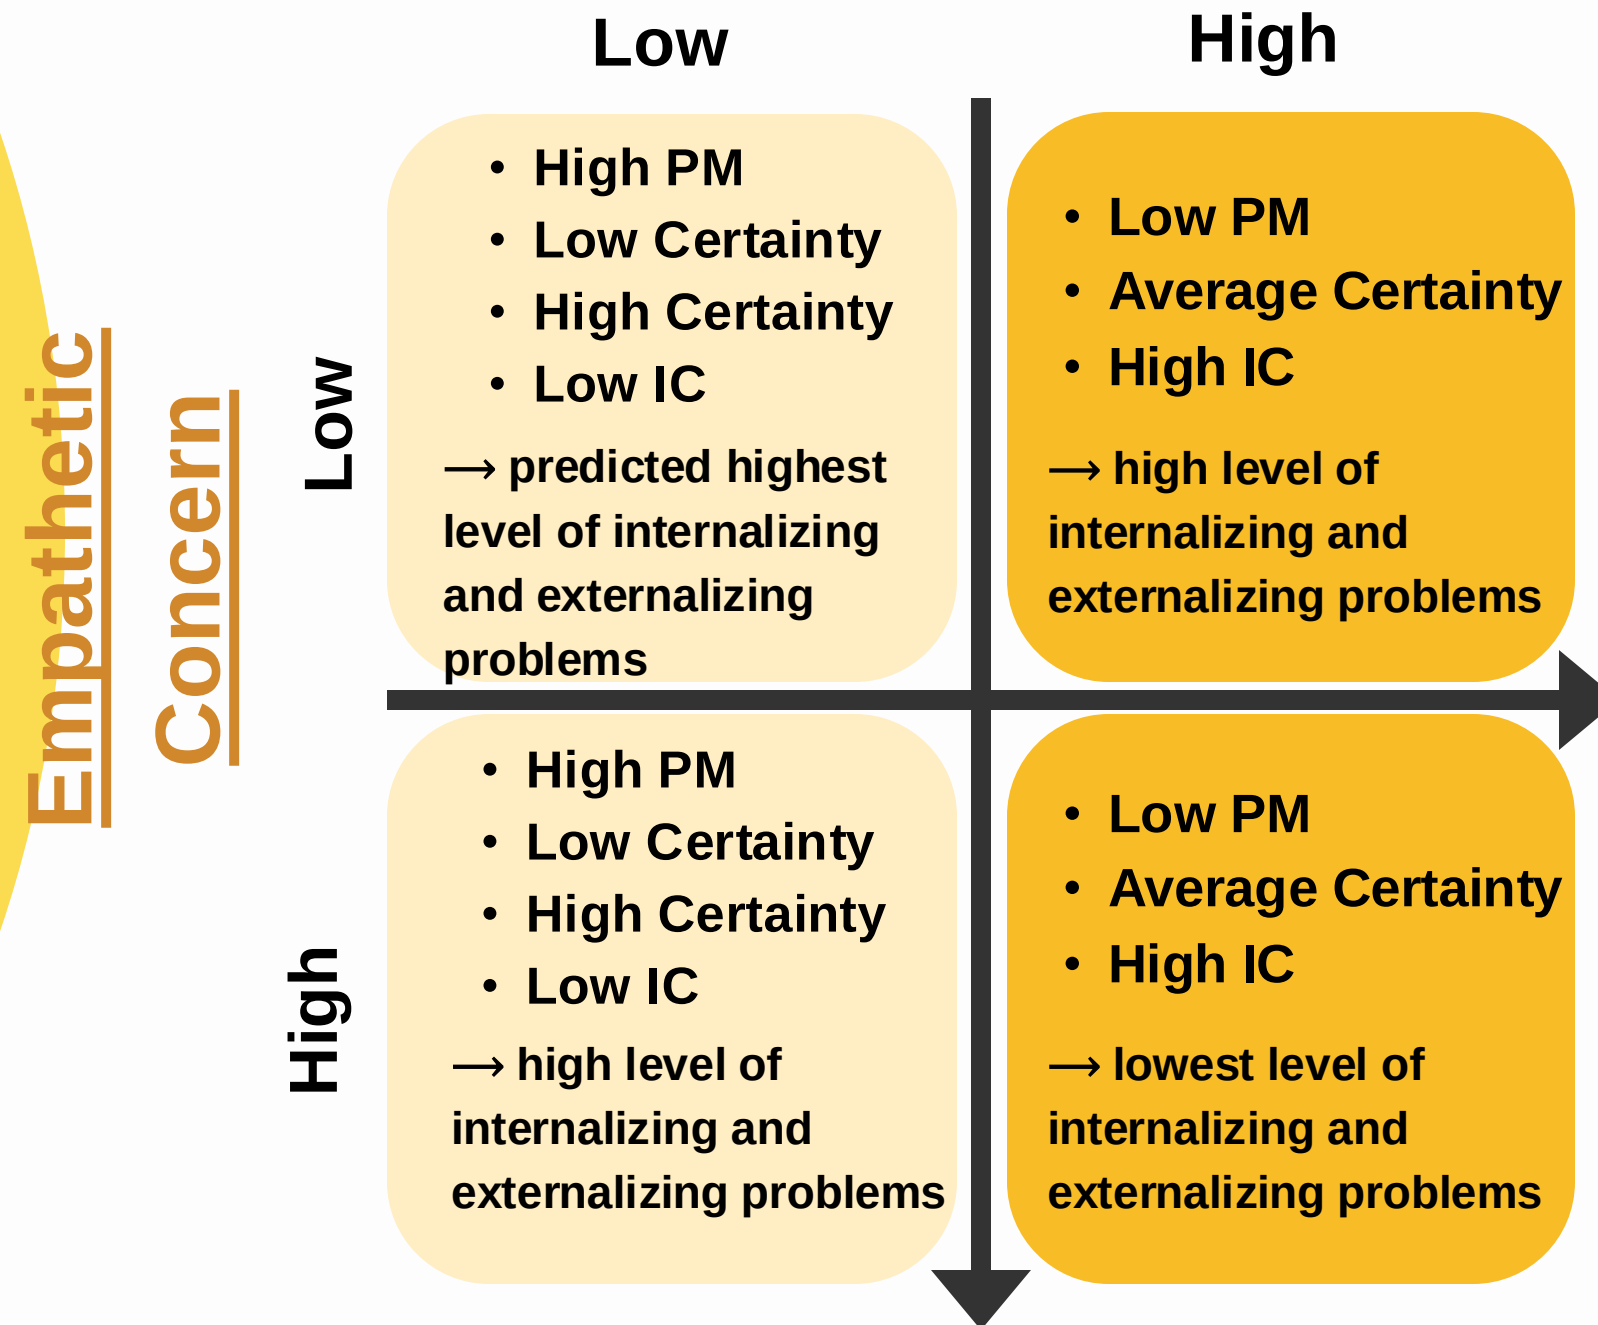 Low
High
Empathetic
Concern
Low
• High PM
• Low Certainty
• High Certainty
• Low IC
→ predicted highest
level of internalizing
and externalizing
problems
• Low PM
• Average Certainty
• High IC
→ high level of
internalizing and
externalizing problems
High
• High PM
• Low Certainty
• High Certainty
• Low IC
→ high level of
internalizing and
externalizing problems
• Low PM
• Average Certainty
• High IC
→ lowest level of
internalizing and
externalizing problems